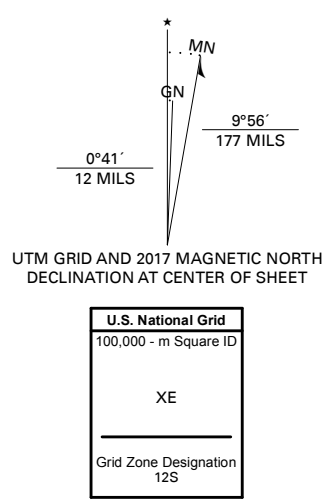 ★
MN
GN
9°56´
177 MILS
0°41´
12 MILS
UTM GRID AND 2017 MAGNETIC NORTH
DECLINATION AT CENTER OF SHEET
U.S. National Grid
100,000 - m Square ID
XE
Grid Zone Designation
12S